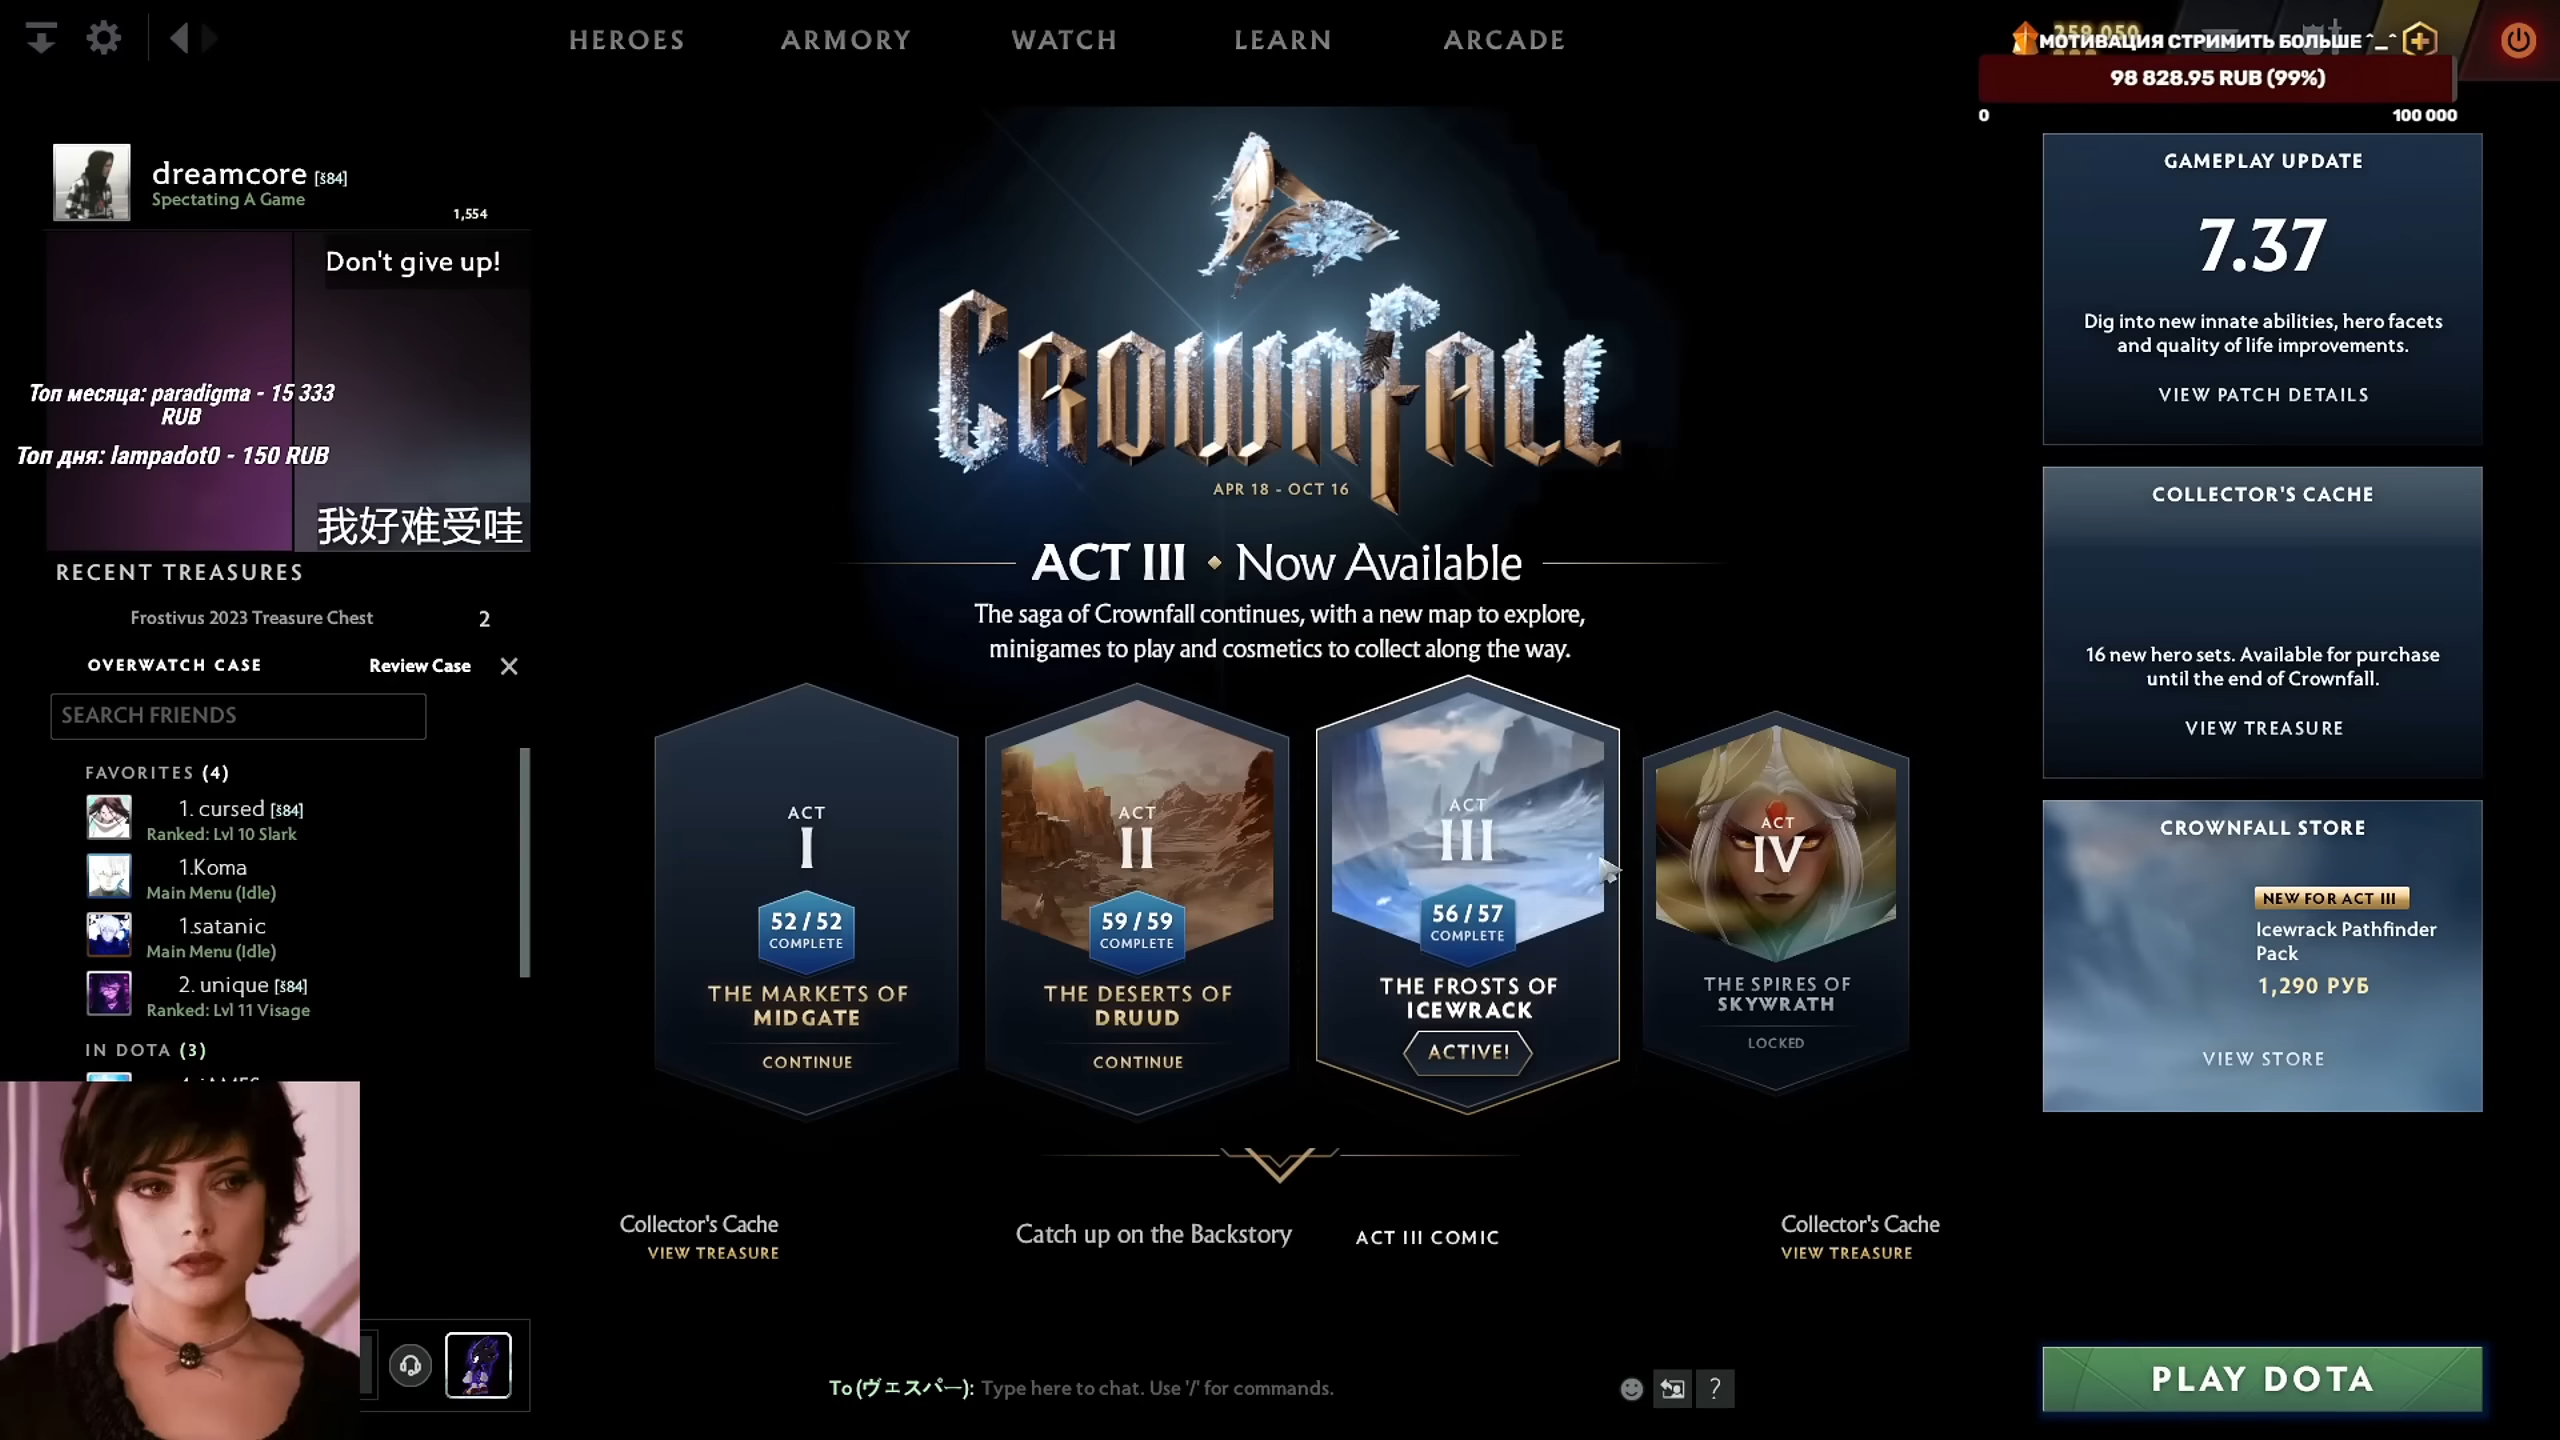 HEROES
ARMORY
WATCH
LEARN
ARCADE
МОТИВАЦИЯ СТРИМИТЬ БОЛЬШЕ ^_^
98 828.95 RUB (99%)
0
100 000
dreamcore [š84]
Spectating A Game
1,554
Don't give up!
Топ месяца: paradigma - 15 333
RUB
Топ дня: lampadot0 - 150 RUB
我好难受哇
RECENT TREASURES
Frostivus 2023 Treasure Chest
2
OVERWATCH CASE
Review Case
SEARCH FRIENDS
FAVORITES (4)
1. cursed [š84]
Ranked: Lvl 10 Slark
1.Koma
Main Menu (Idle)
1.satanic
Main Menu (Idle)
2. unique [š84]
Ranked: Lvl 11 Visage
IN DOTA (3)
CROWNFALL
APR 18 - OCT 16
ACT III ⬥ Now Available
The saga of Crownfall continues, with a new map to explore,
minigames to play and cosmetics to collect along the way.
ACT
I
52 / 52
COMPLETE
THE MARKETS OF
MIDGATE
CONTINUE
ACT
II
59 / 59
COMPLETE
THE DESERTS OF
DRUUD
CONTINUE
ACT
III
56 / 57
COMPLETE
THE FROSTS OF
ICEWRACK
ACTIVE!
ACT
IV
THE SPIRES OF
SKYWRATH
LOCKED
Collector's Cache
VIEW TREASURE
Catch up on the Backstory
ACT III COMIC
Collector's Cache
VIEW TREASURE
To (ヴェスパー): Type here to chat. Use '/' for commands.
?
GAMEPLAY UPDATE
7.37
Dig into new innate abilities, hero facets
and quality of life improvements.
VIEW PATCH DETAILS
COLLECTOR'S CACHE
16 new hero sets. Available for purchase
until the end of Crownfall.
VIEW TREASURE
CROWNFALL STORE
NEW FOR ACT III
Icewrack Pathfinder
Pack
1,290 РУБ
VIEW STORE
PLAY DOTA